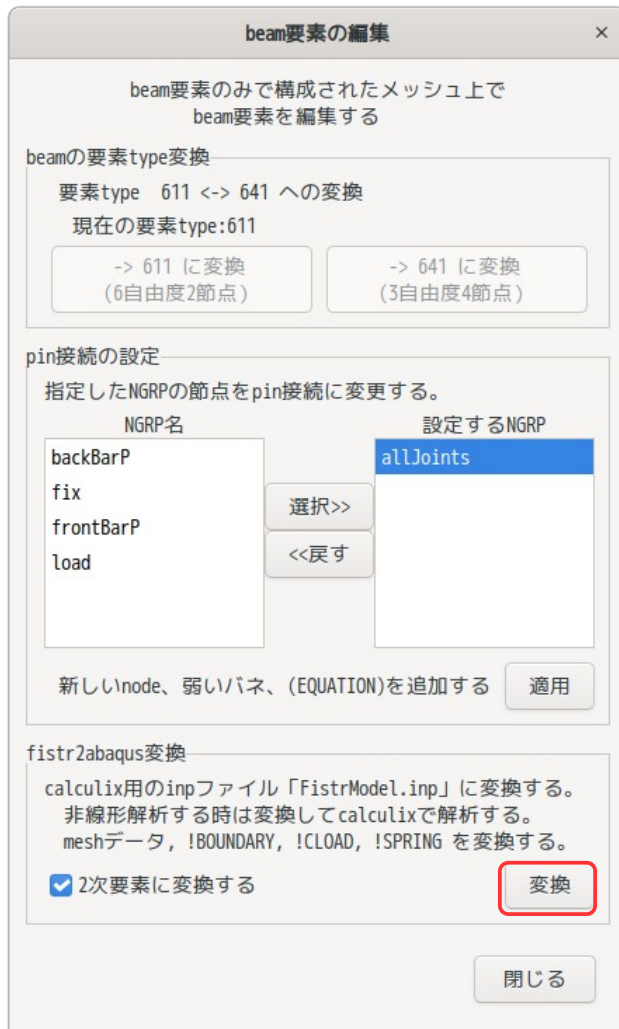 beam要素の編集
×
beam要素のみで構成されたメッシュ上で
beam要素を編集する
beamの要素type変換
要素type 611 <-> 641 への変換
現在の要素type:611
-> 611 に変換
(6自由度2節点)
-> 641 に変換
(3自由度4節点)
pin接続の設定
指定したNGRPの節点をpin接続に変更する。
NGRP名
backBarP
fix
frontBarP
load
選択>>
<<戻す
設定するNGRP
allJoints
新しいnode、弱いバネ、(EQUATION)を追加する
適用
fistr2abaqus変換
calculix用のinpファイル「FistrModel.inp」に変換する。
非線形解析する時は変換してcalculixで解析する。
meshデータ, !BOUNDARY, !CLOAD, !SPRING を変換する。
2次要素に変換する
変換
閉じる